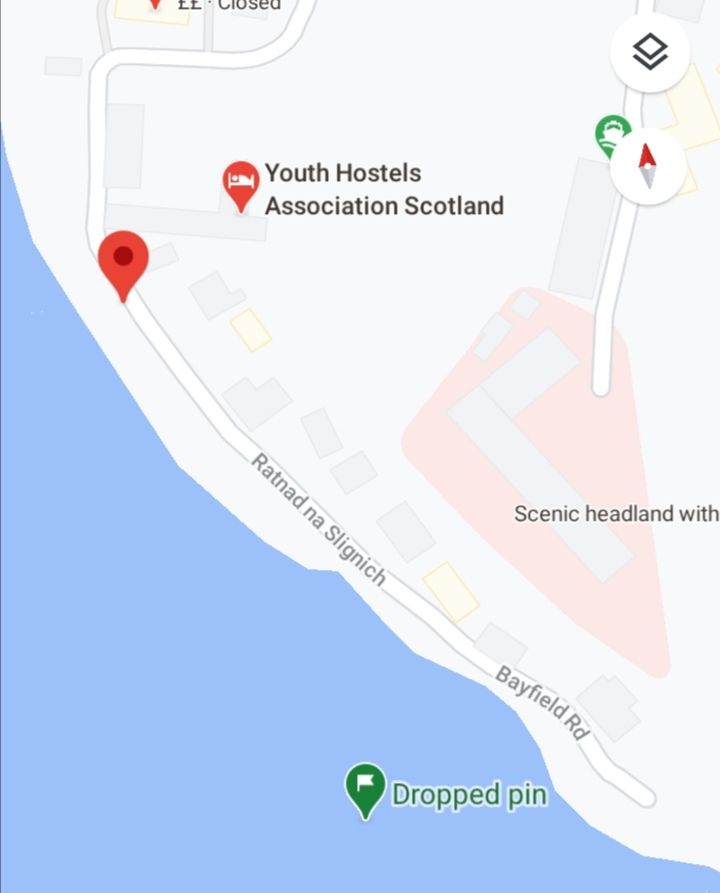 ££ · Closed
Youth Hostels
Association Scotland
Ratnad na Slignich
Scenic headland with
Bayfield Rd
Dropped pin